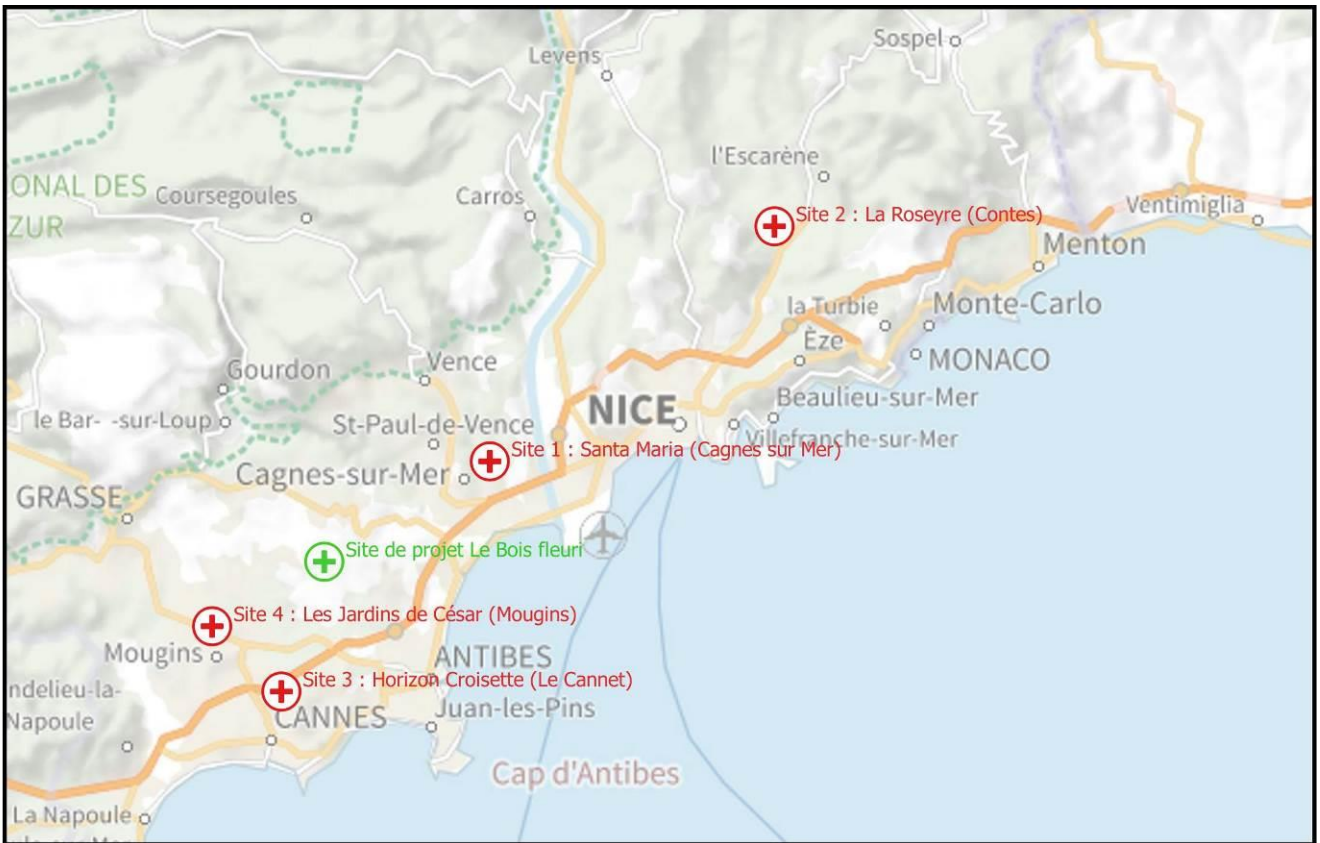 Sospel
Levens
l'Escarène
ONAL DES
ZUR
Coursegoules
Carros
Ventimiglia
Site 2 : La Roseyre (Contes)
Menton
la Turbie
Monte-Carlo
Èze
MONACO
Gourdon
Vence
Beaulieu-sur-Mer
le Bar- -sur-Loup
St-Paul-de-Vence
NICE
Villefranche-sur-Mer
Site 1 : Santa Maria (Cagnes sur Mer)
Cagnes-sur-Mer
GRASSE
Site de projet Le Bois fleuri
Site 4 : Les Jardins de César (Mougins)
Mougins
ANTIBES
Site 3 : Horizon Croisette (Le Cannet)
ndelieu-la-
Napoule
CANNES
Juan-les-Pins
Cap d'Antibes
La Napoule